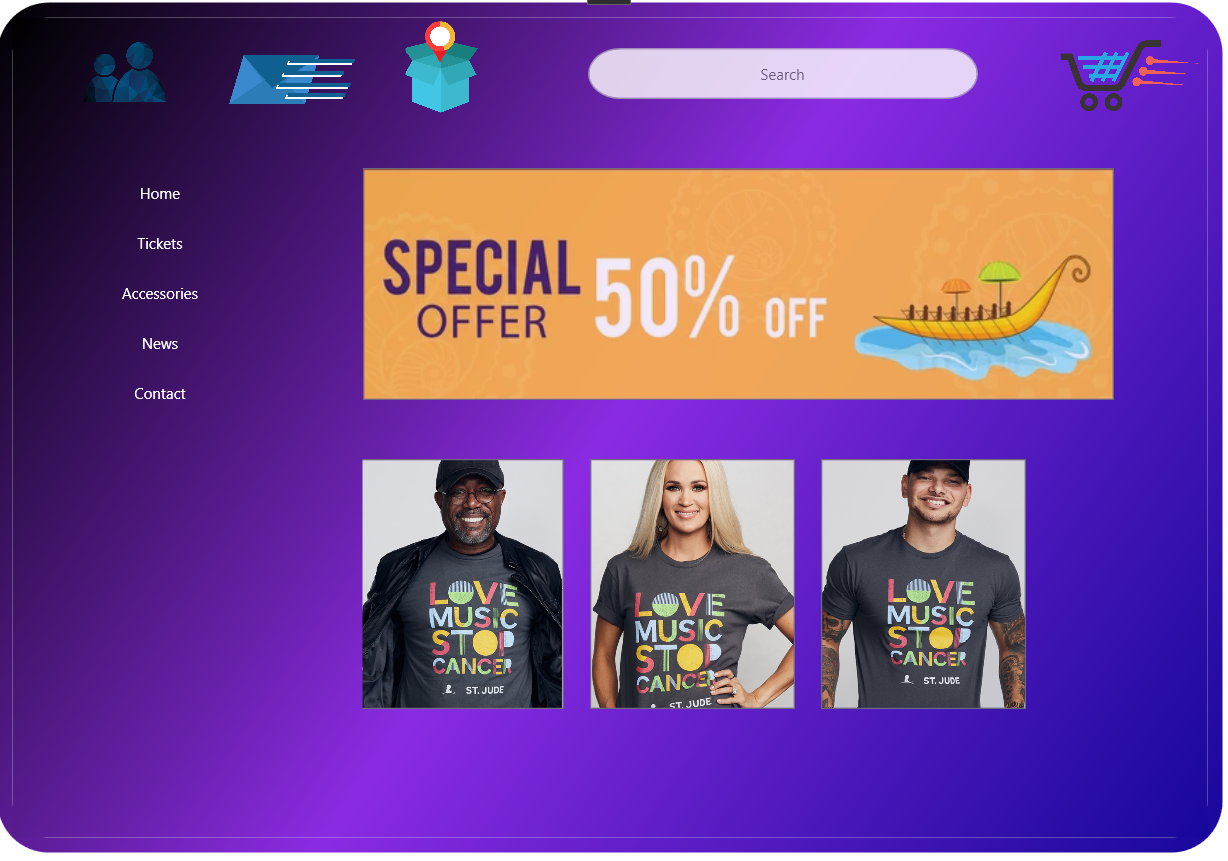 Search
Home
Tickets
Accessories
News
Contact
SPECIAL
OFFER
50% OFF
LOVE
MUSIC
STOP
CANCER
ST. JUDE
LOVE
MUSIC
STOP
CANCER
ST. JUDE
LOVE
MUSIC
STOP
CANCER
ST. JUDE